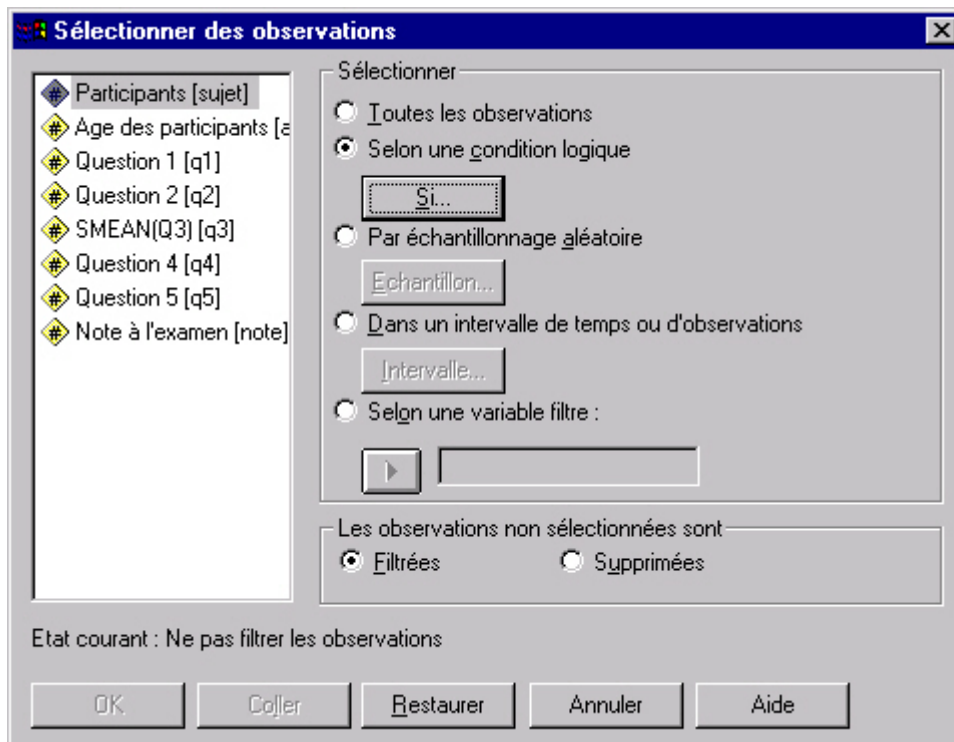 Sélectionner des observations
Participants [sujet]
Age des participants [a
Question 1 [q1]
Question 2 [q2]
SMEAN(Q3) [q3]
Question 4 [q4]
Question 5 [q5]
Note à l'examen [note]
Sélectionner
Toutes les observations
Selon une condition logique
Si...
Par échantillonnage aléatoire
Echantillon...
Dans un intervalle de temps ou d'observations
Intervalle...
Selon une variable filtre :
Les observations non sélectionnées sont
Filtrées Supprimées
Etat courant : Ne pas filtrer les observations
OK Coller Restaurer Annuler Aide